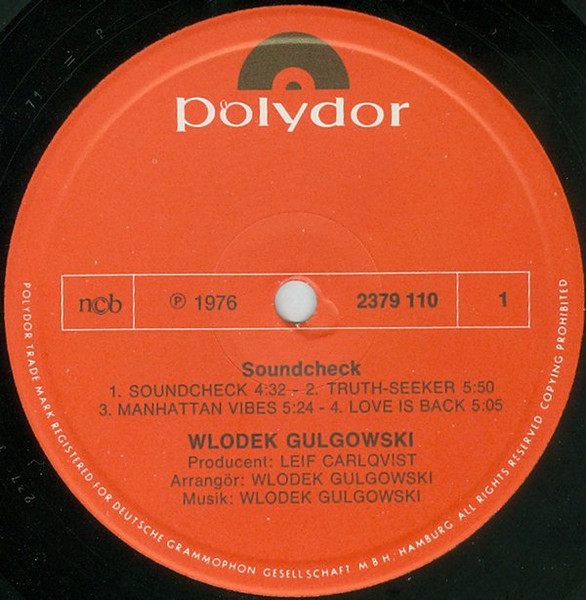 polydor
ncb
℗ 1976
2379 110
1
Soundcheck
1. SOUNDCHECK 4:32 - 2. TRUTH-SEEKER 5:50
3. MANHATTAN VIBES 5:24 - 4. LOVE IS BACK 5:05
WLODEK GULGOWSKI
Producent: LEIF CARLQVIST
Arrangör: WLODEK GULGOWSKI
Musik: WLODEK GULGOWSKI
POLYDOR TRADE MARK REGISTERED FOR DEUTSCHE GRAMMOPHON GESELLSCHAFT M B H - HAMBURG ALL RIGHTS RESERVED COPYING PROHIBITED